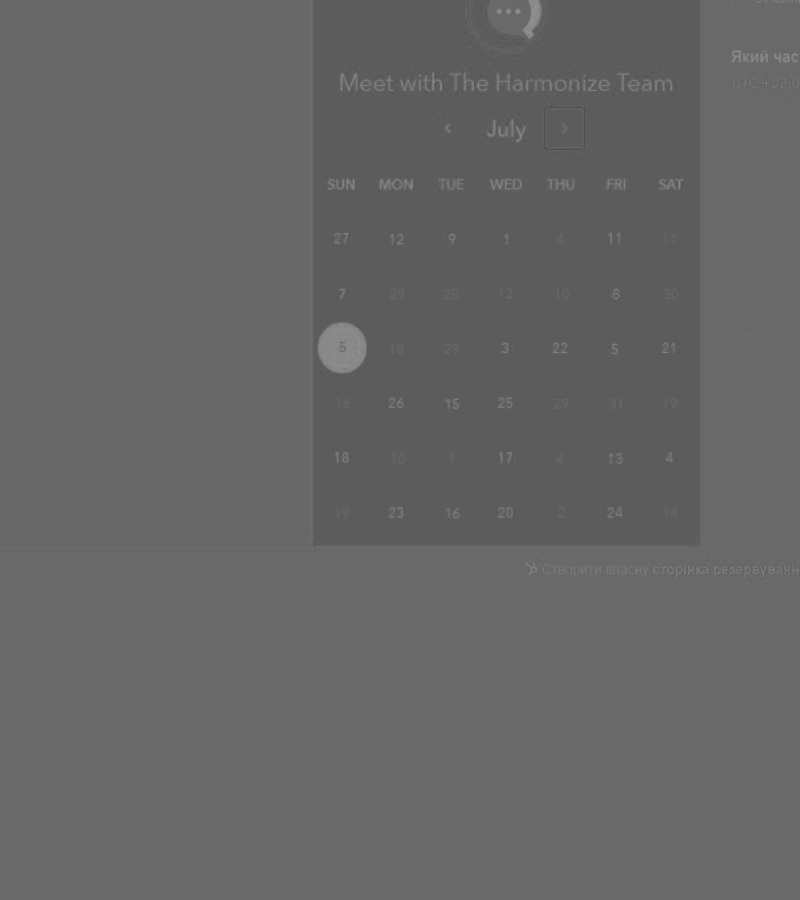 Який час
UTC +03:0
Meet with The Harmonize Team
‹ July ›
SUN MON TUE WED THU FRI SAT
27 12 9 1 4 11 11
7 29 28 12 10 8 30
5 18 29 3 22 5 21
16 26 15 25 29 31 19
18 10 1 17 4 13 4
19 23 16 20 2 24 14
Створити власну сторінка резервуванн